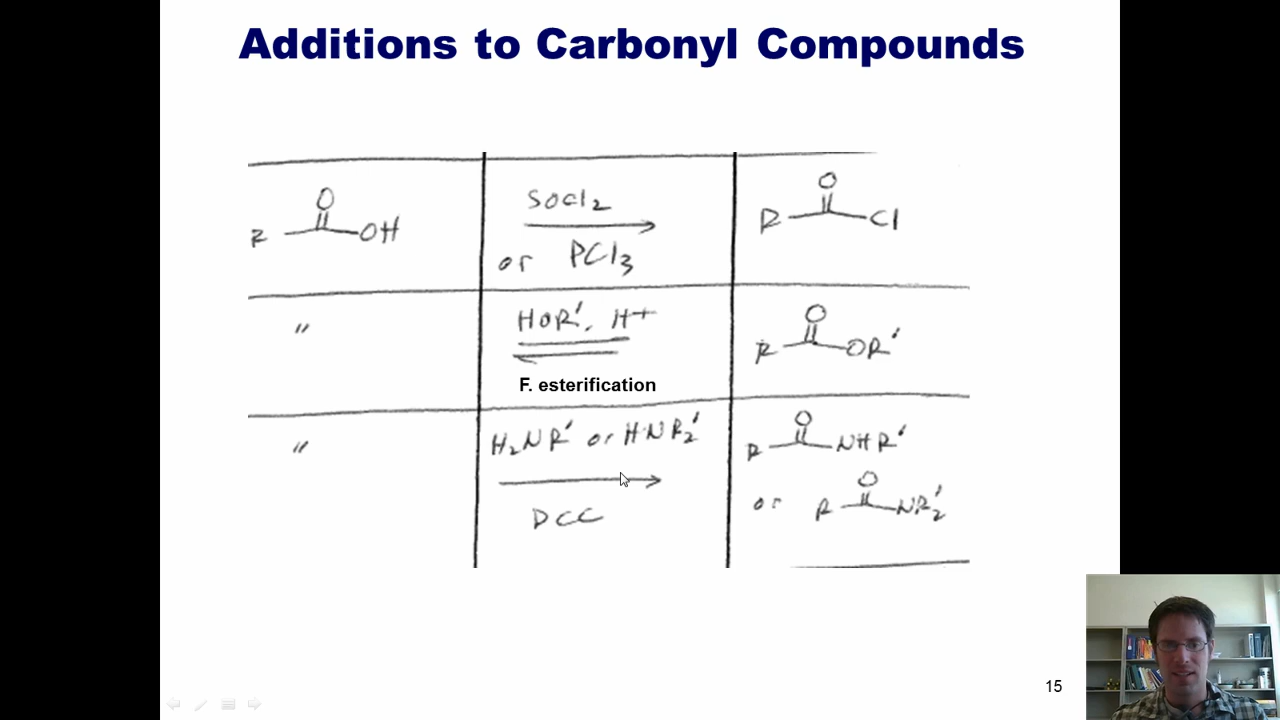 Additions to Carbonyl Compounds
O
R OH
SOCl2
or PCl3
O
R Cl
"
HOR', H+
F. esterification
O
R OR'
"
H2NR' or HNR2'
DCC
O
R NHR'
O
or R NR2'
15